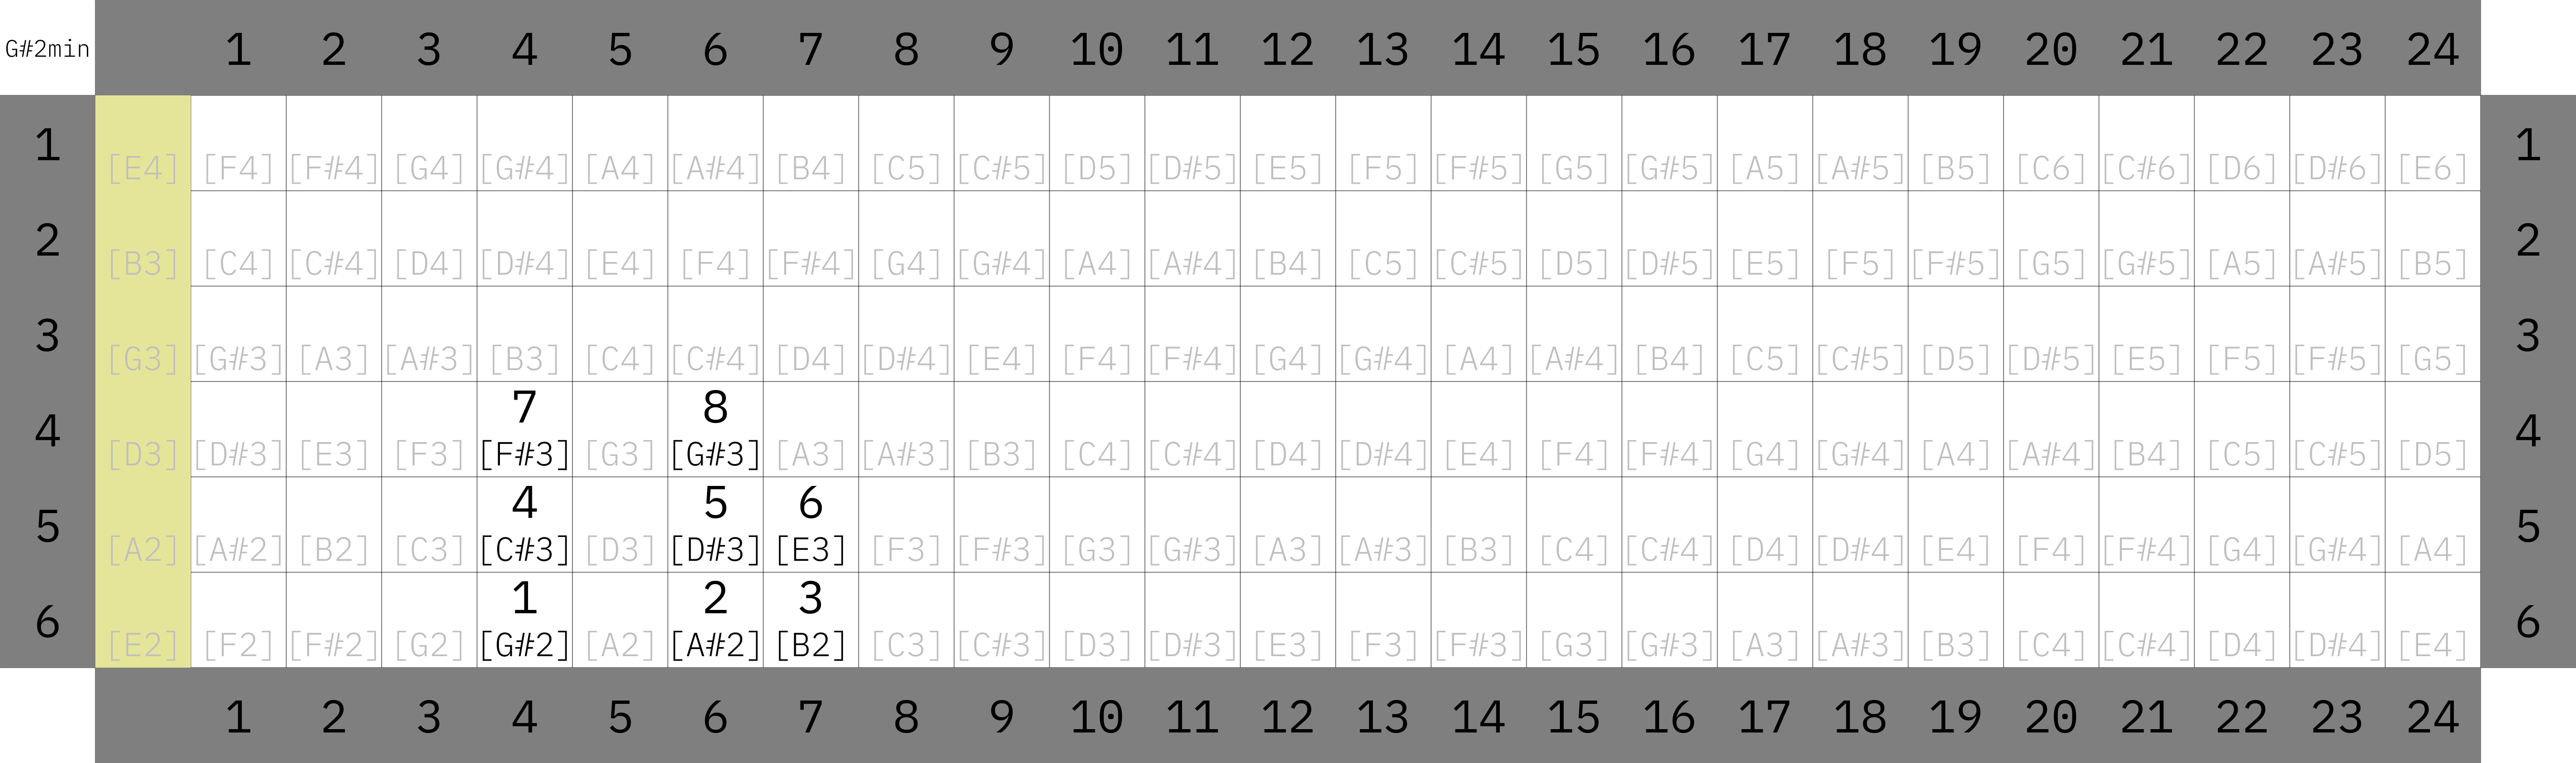 G#2min 1 2 3 4 5 6 7 8 9 10 11 12 13 14 15 16 17 18 19 20 21 22 23 24
1 [E4] [F4] [F#4] [G4] [G#4] [A4] [A#4] [B4] [C5] [C#5] [D5] [D#5] [E5] [F5] [F#5] [G5] [G#5] [A5] [A#5] [B5] [C6] [C#6] [D6] [D#6] [E6] 1
2 [B3] [C4] [C#4] [D4] [D#4] [E4] [F4] [F#4] [G4] [G#4] [A4] [A#4] [B4] [C5] [C#5] [D5] [D#5] [E5] [F5] [F#5] [G5] [G#5] [A5] [A#5] [B5] 2
3 [G3] [G#3] [A3] [A#3] [B3] [C4] [C#4] [D4] [D#4] [E4] [F4] [F#4] [G4] [G#4] [A4] [A#4] [B4] [C5] [C#5] [D5] [D#5] [E5] [F5] [F#5] [G5] 3
7 8
4 [D3] [D#3] [E3] [F3] [F#3] [G3] [G#3] [A3] [A#3] [B3] [C4] [C#4] [D4] [D#4] [E4] [F4] [F#4] [G4] [G#4] [A4] [A#4] [B4] [C5] [C#5] [D5] 4
4 5 6
5 [A2] [A#2] [B2] [C3] [C#3] [D3] [D#3] [E3] [F3] [F#3] [G3] [G#3] [A3] [A#3] [B3] [C4] [C#4] [D4] [D#4] [E4] [F4] [F#4] [G4] [G#4] [A4] 5
1 2 3
6 [E2] [F2] [F#2] [G2] [G#2] [A2] [A#2] [B2] [C3] [C#3] [D3] [D#3] [E3] [F3] [F#3] [G3] [G#3] [A3] [A#3] [B3] [C4] [C#4] [D4] [D#4] [E4] 6
1 2 3 4 5 6 7 8 9 10 11 12 13 14 15 16 17 18 19 20 21 22 23 24